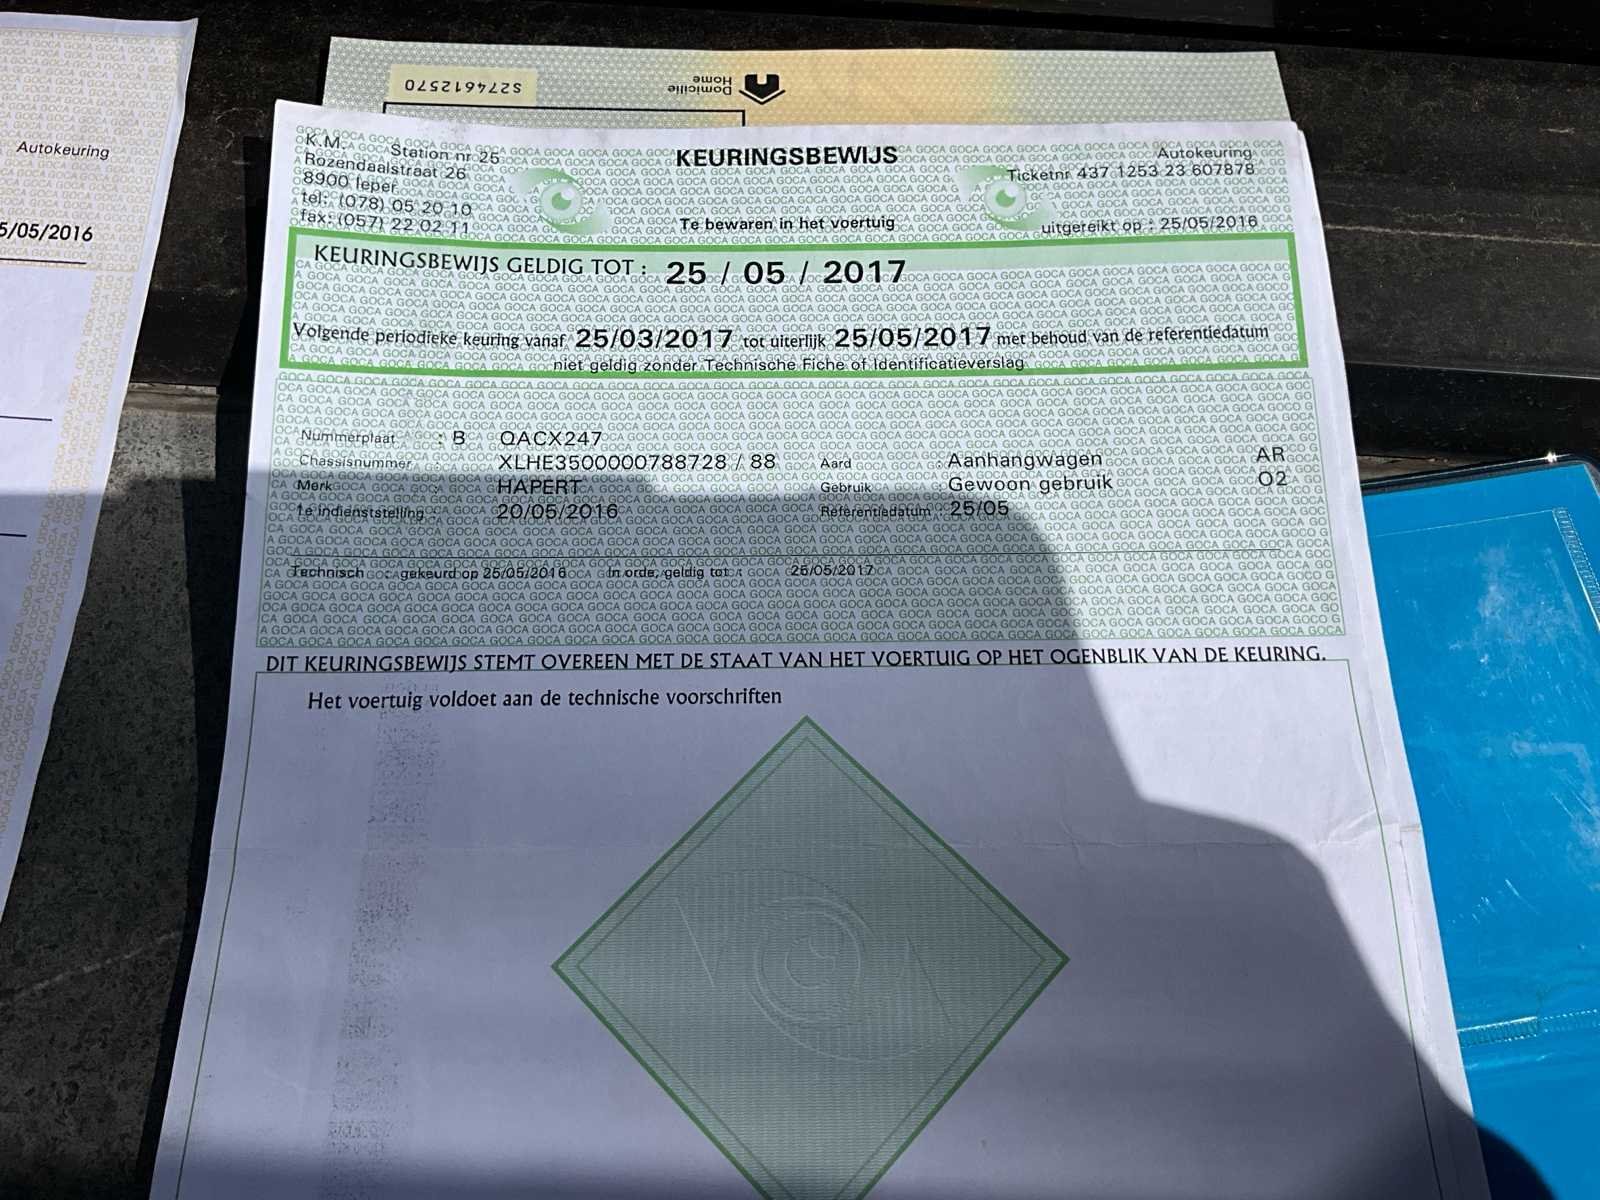 Autokeuring
5/05/2016
S274612570
Domicilie
Home
K.M. Station nr 25
Rozendaalstraat 26
8900 Ieper
tel: (078) 05 20 10
fax: (057) 22 02 11
KEURINGSBEWIJS
Te bewaren in het voertuig
Autokeuring
Ticketnr 437 1253 23 607878
uitgereikt op : 25/05/2016
KEURINGSBEWIJS GELDIG TOT : 25 / 05 / 2017
Volgende periodieke keuring vanaf 25/03/2017 tot uiterlijk 25/05/2017 met behoud van de referentiedatum
niet geldig zonder Technische Fiche of Identificatieverslag
Nummerplaat : B QACX247
Chassisnummer : XLHE3500000788728 / 88 Aard : Aanhangwagen AR
Merk : HAPERT Gebruik : Gewoon gebruik O2
1e indienststelling : 20/05/2016 Referentiedatum : 25/05
Technisch : gekeurd op 25/05/2016 In orde, geldig tot : 25/05/2017
DIT KEURINGSBEWIJS STEMT OVEREEN MET DE STAAT VAN HET VOERTUIG OP HET OGENBLIK VAN DE KEURING.
Het voertuig voldoet aan de technische voorschriften